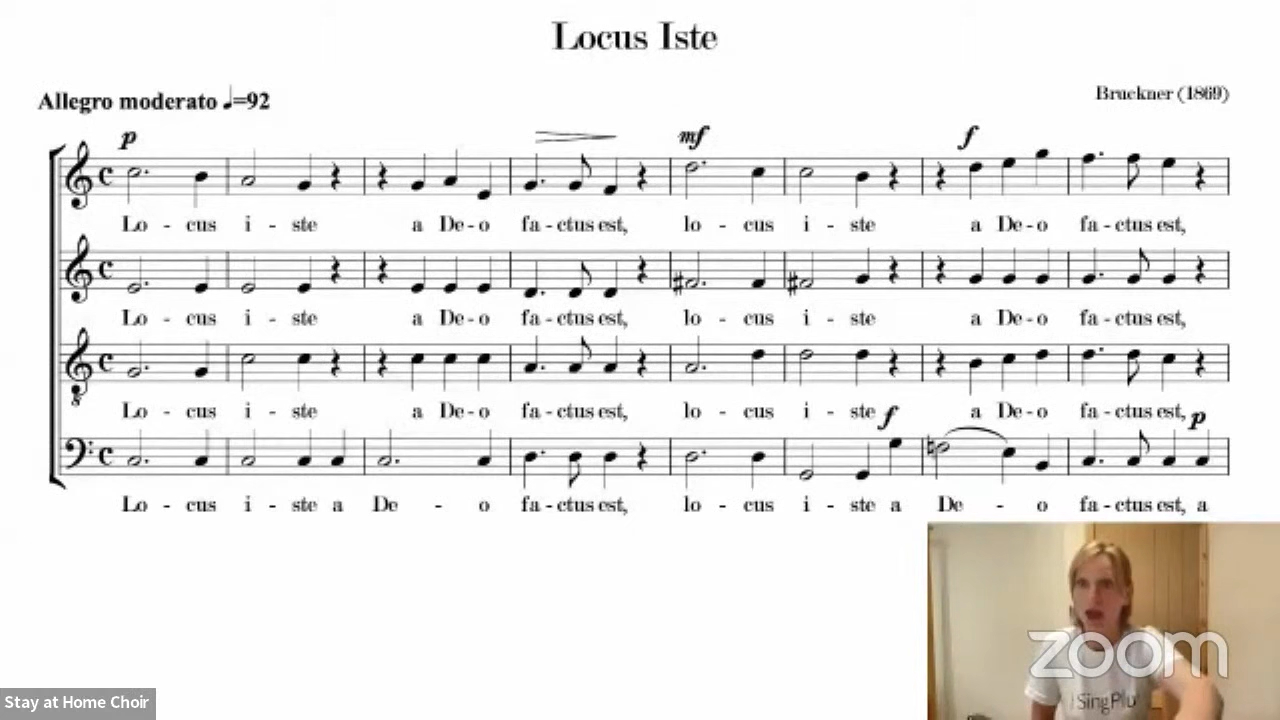 Locus Iste
Allegro moderato ♩=92
Bruckner (1869)
p mf f
Lo - cus i - ste a De - o fa - ctus est, lo - cus i - ste a De - o fa - ctus est,
Lo - cus i - ste a De - o fa - ctus est, lo - cus i - ste a De - o fa - ctus est,
Lo - cus i - ste a De - o fa - ctus est, lo - cus i - ste a De - o fa - ctus est,
f p
Lo - cus i - ste a De - o fa - ctus est, lo - cus i - ste a De - o fa - ctus est, a
zoom
Stay at Home Choir